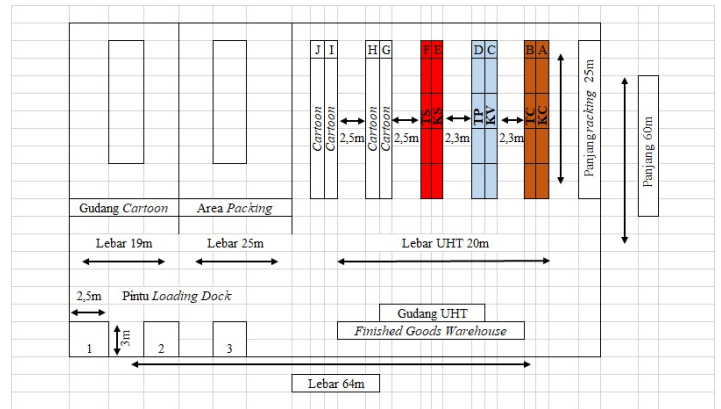 J I H G F E D C B A
Cartoon
Cartoon
Cartoon
Cartoon
TS
KS
TP
KV
TC
KC
2,5m 2,5m 2,3m 2,3m
Panjang racking 25m
Panjang 60m
Gudang Cartoon Area Packing
Lebar 19m Lebar 25m Lebar UHT 20m
2,5m Pintu Loading Dock
3m
Gudang UHT
Finished Goods Warehouse
1 2 3
Lebar 64m